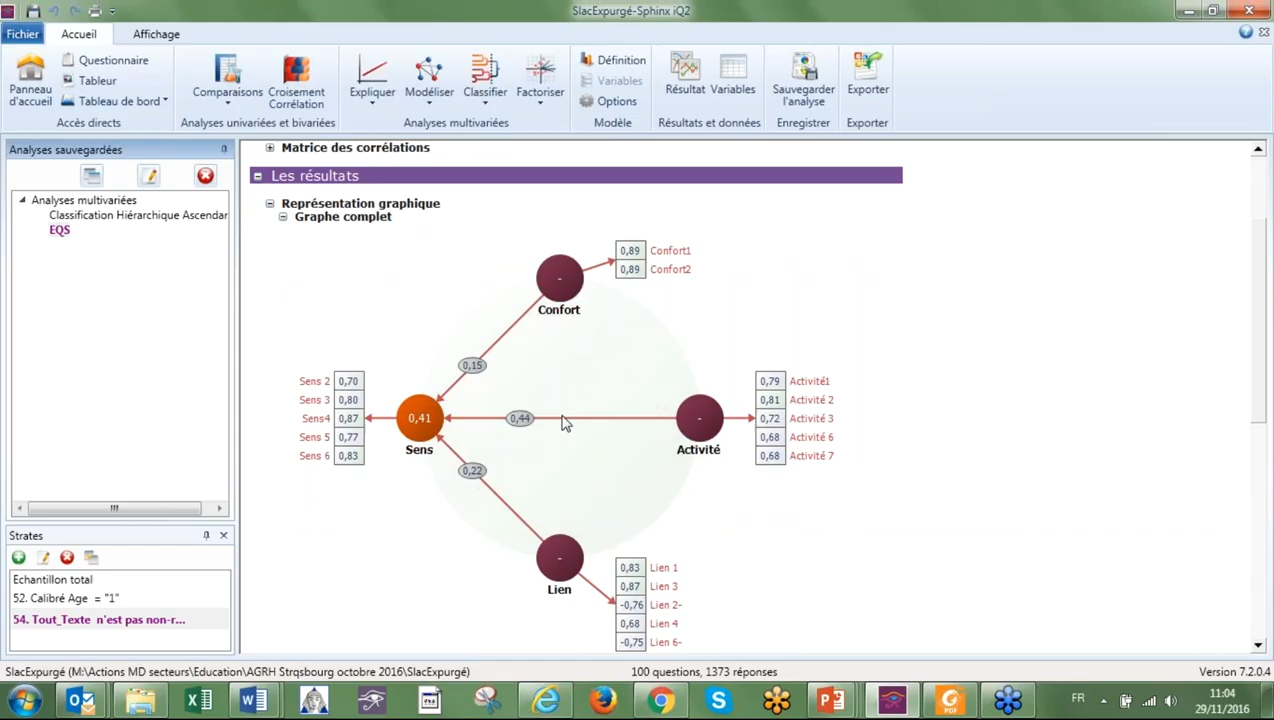 SlacExpurgé-Sphinx iQ2
Fichier
Accueil
Affichage
Panneau d'accueil
Questionnaire
Tableur
Tableau de bord
Accès directs
Comparaisons
Croisement Corrélation
Analyses univariées et bivariées
Expliquer
Modéliser
Classifier
Factoriser
Analyses multivariées
Définition
Variables
Options
Modèle
Résultat
Variables
Résultats et données
Sauvegarder l'analyse
Enregistrer
Exporter
Exporter
Analyses sauvegardées
Analyses multivariées
Classification Hiérarchique Ascendar
EQS
Strates
Echantillon total
52. Calibré Age = "1"
54. Tout_Texte n'est pas non-r...
Matrice des corrélations
Les résultats
Représentation graphique
Graphe complet
0,89 Confort1
0,89 Confort2
-
Confort
0,15
Sens 2 0,70
Sens 3 0,80
Sens4 0,87
Sens 5 0,77
Sens 6 0,83
0,41
Sens
0,44
-
Activité
0,79 Activité1
0,81 Activité 2
0,72 Activité 3
0,68 Activité 6
0,68 Activité 7
0,22
-
Lien
0,83 Lien 1
0,87 Lien 3
-0,76 Lien 2-
0,68 Lien 4
-0,75 Lien 6-
SlacExpurgé (M:\Actions MD secteurs\Education\AGRH Strqsbourg octobre 2016\SlacExpurgé)
100 questions, 1373 réponses
Version 7.2.0.4
FR
11:04
29/11/2016